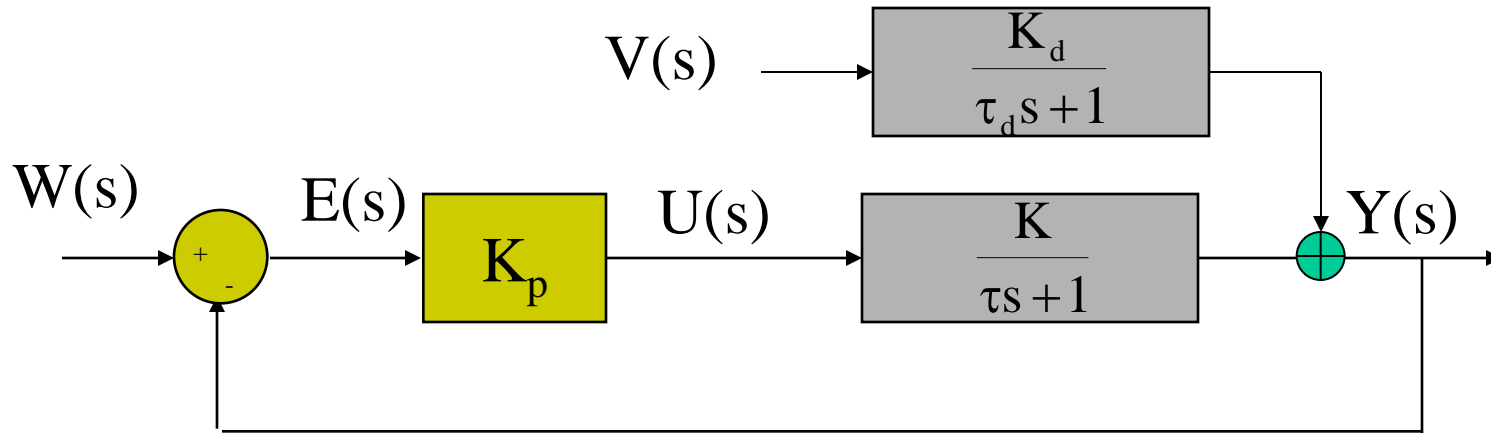 V(s)
K_d
τ_d s + 1
W(s)
E(s)
U(s)
Y(s)
+
-
K_p
K
τs + 1